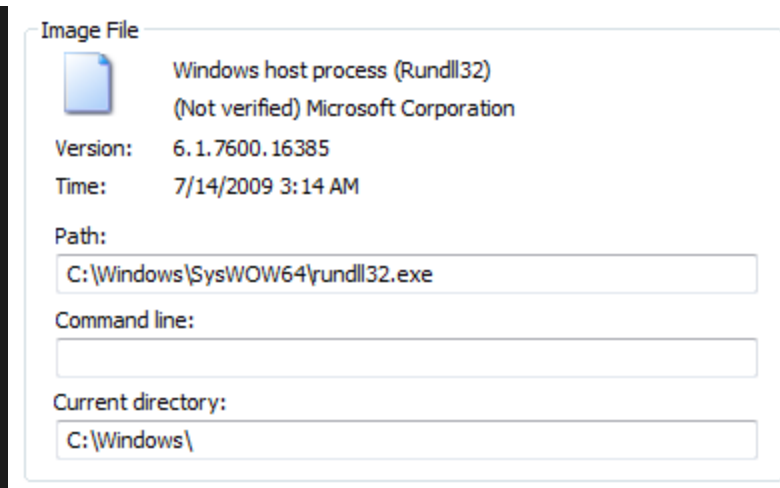 Image File
Windows host process (Rundll32)
(Not verified) Microsoft Corporation
Version: 6.1.7600.16385
Time: 7/14/2009 3:14 AM
Path:
C:\Windows\SysWOW64\rundll32.exe
Command line:
Current directory:
C:\Windows\